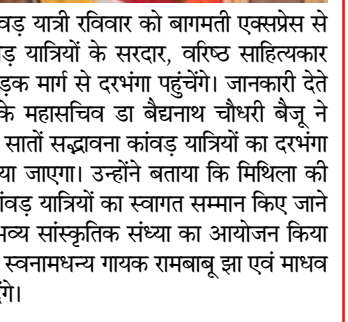 वड़ यात्री रविवार को बागमती एक्सप्रेस से
ड़ यात्रियों के सरदार, वरिष्ठ साहित्यकार
ड़क मार्ग से दरभंगा पहुंचेंगे। जानकारी देते
के महासचिव डा बैद्यनाथ चौधरी बैजू ने
सातों सद्भावना कांवड़ यात्रियों का दरभंगा
या जाएगा। उन्होंने बताया कि मिथिला की
ांवड़ यात्रियों का स्वागत सम्मान किए जाने
भव्य सांस्कृतिक संध्या का आयोजन किया
स्वनामधन्य गायक रामबाबू झा एवं माधव
ेंगे।